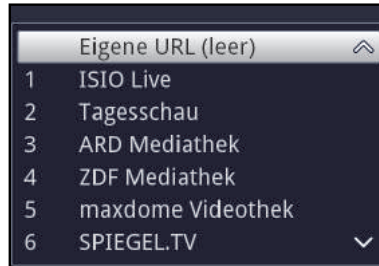 Eigene URL (leer)
1 ISIO Live
2 Tagesschau
3 ARD Mediathek
4 ZDF Mediathek
5 maxdome Videothek
6 SPIEGEL.TV